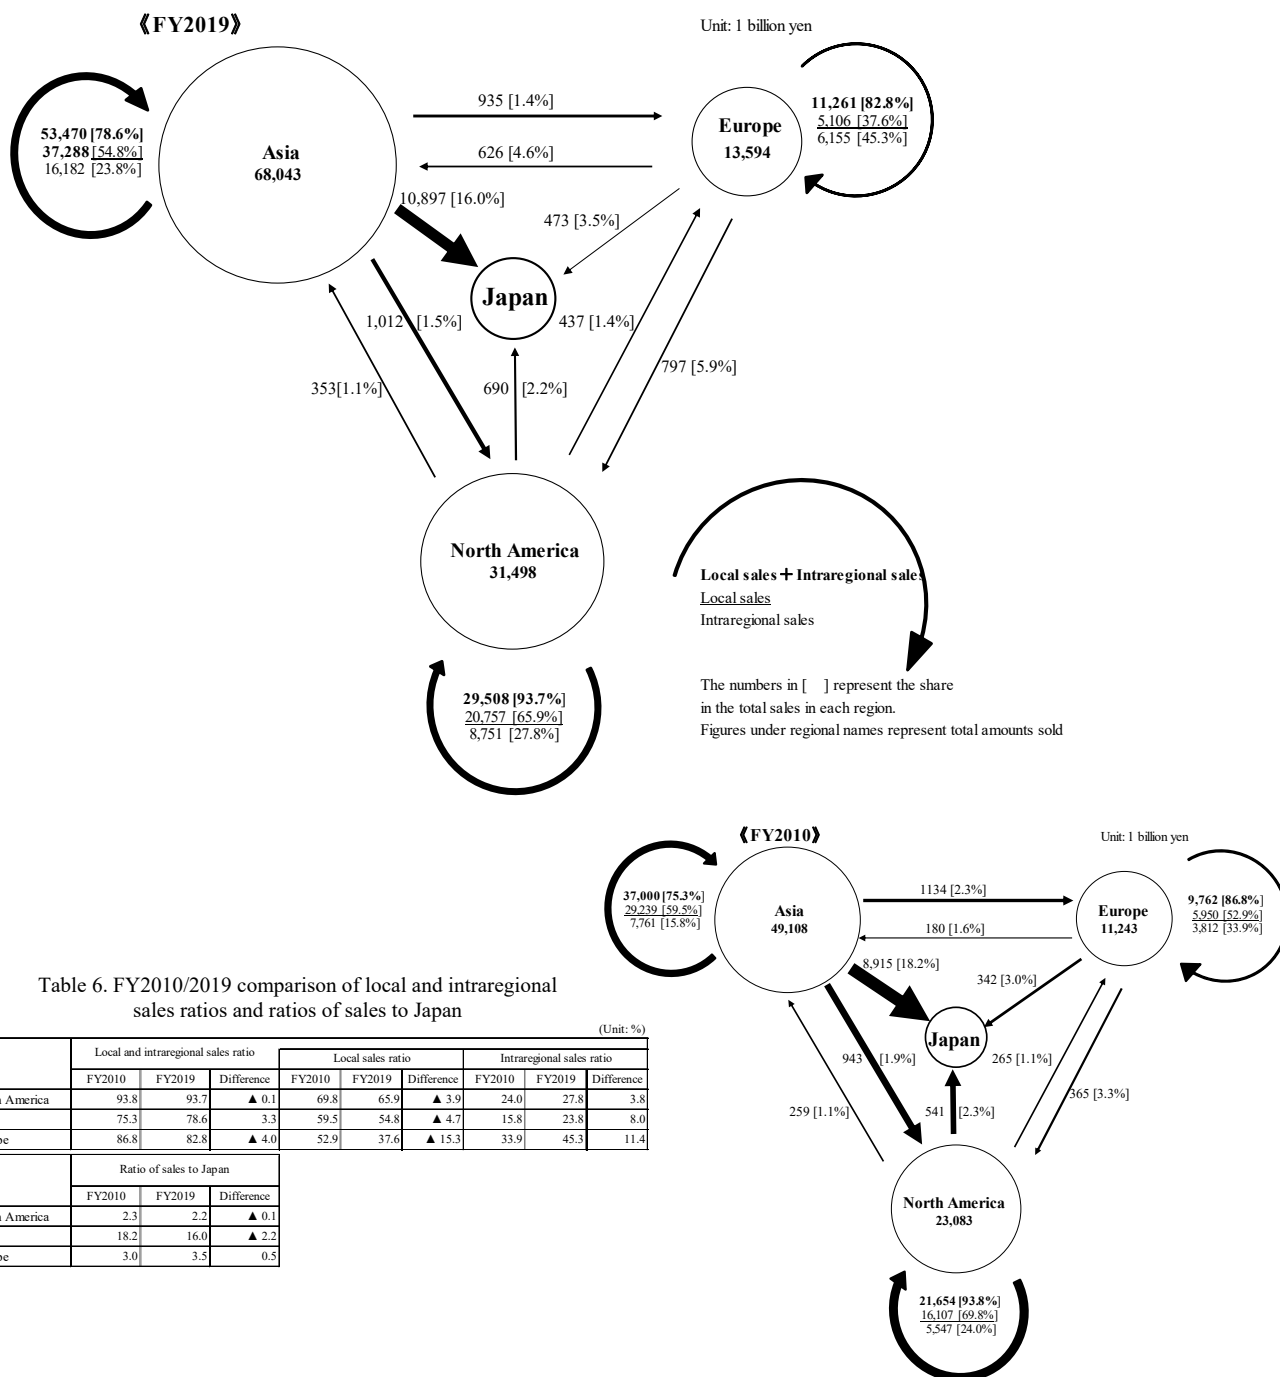 《FY2019》
Unit: 1 billion yen
935 [1.4%]
626 [4.6%]
53,470 [78.6%]
37,288 [54.8%]
16,182 [23.8%]
Asia
68,043
Europe
13,594
11,261 [82.8%]
5,106 [37.6%]
6,155 [45.3%]
10,897 [16.0%]
473 [3.5%]
Japan
1,012 [1.5%]
437 [1.4%]
797 [5.9%]
353[1.1%]
690 [2.2%]
North America
31,498
29,508 [93.7%]
20,757 [65.9%]
8,751 [27.8%]
Local sales＋Intraregional sales
Local sales
Intraregional sales
The numbers in [ ] represent the share
in the total sales in each region.
Figures under regional names represent total amounts sold
《FY2010》
Unit: 1 billion yen
37,000 [75.3%]
29,239 [59.5%]
7,761 [15.8%]
Asia
49,108
1134 [2.3%]
180 [1.6%]
Europe
11,243
9,762 [86.8%]
5,950 [52.9%]
3,812 [33.9%]
8,915 [18.2%]
342 [3.0%]
Japan
943 [1.9%]
265 [1.1%]
365 [3.3%]
259 [1.1%]
541 [2.3%]
North America
23,083
21,654 [93.8%]
16,107 [69.8%]
5,547 [24.0%]
Table 6. FY2010/2019 comparison of local and intraregional
sales ratios and ratios of sales to Japan
(Unit: %)
Local and intraregional sales ratio Local sales ratio Intraregional sales ratio
FY2010 FY2019 Difference FY2010 FY2019 Difference FY2010 FY2019 Difference
America 93.8 93.7 ▲ 0.1 69.8 65.9 ▲ 3.9 24.0 27.8 3.8
75.3 78.6 3.3 59.5 54.8 ▲ 4.7 15.8 23.8 8.0
pe 86.8 82.8 ▲ 4.0 52.9 37.6 ▲ 15.3 33.9 45.3 11.4
Ratio of sales to Japan
FY2010 FY2019 Difference
America 2.3 2.2 ▲ 0.1
18.2 16.0 ▲ 2.2
pe 3.0 3.5 0.5